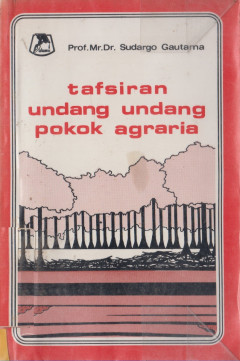 Prof.Mr.Dr. Sudargo Gautama
tafsiran
undang undang
pokok agraria